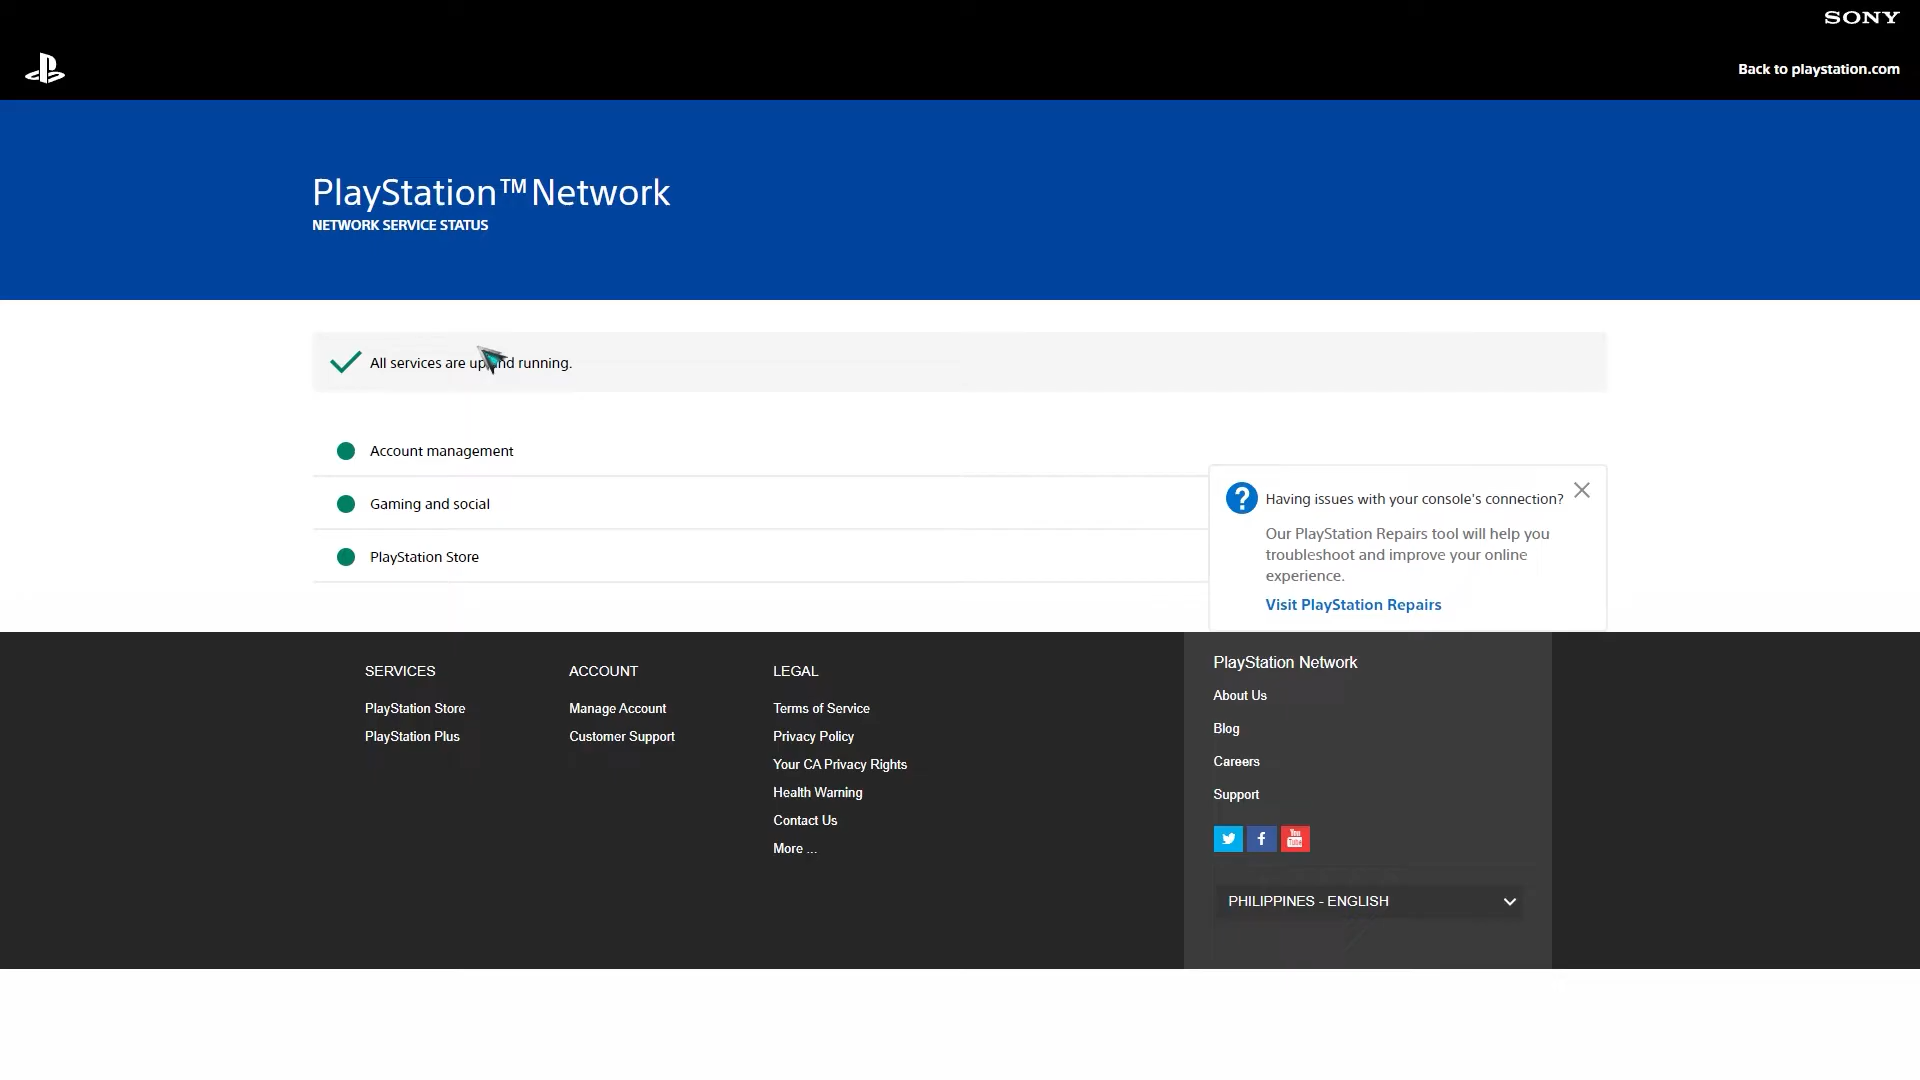 SONY
Back to playstation.com
PlayStation™Network
NETWORK SERVICE STATUS
All services are up and running.
Account management
Gaming and social
PlayStation Store
Having issues with your console's connection?
Our PlayStation Repairs tool will help you
troubleshoot and improve your online
experience.
Visit PlayStation Repairs
SERVICES
PlayStation Store
PlayStation Plus
ACCOUNT
Manage Account
Customer Support
LEGAL
Terms of Service
Privacy Policy
Your CA Privacy Rights
Health Warning
Contact Us
More ...
PlayStation Network
About Us
Blog
Careers
Support
You
Tube
PHILIPPINES - ENGLISH